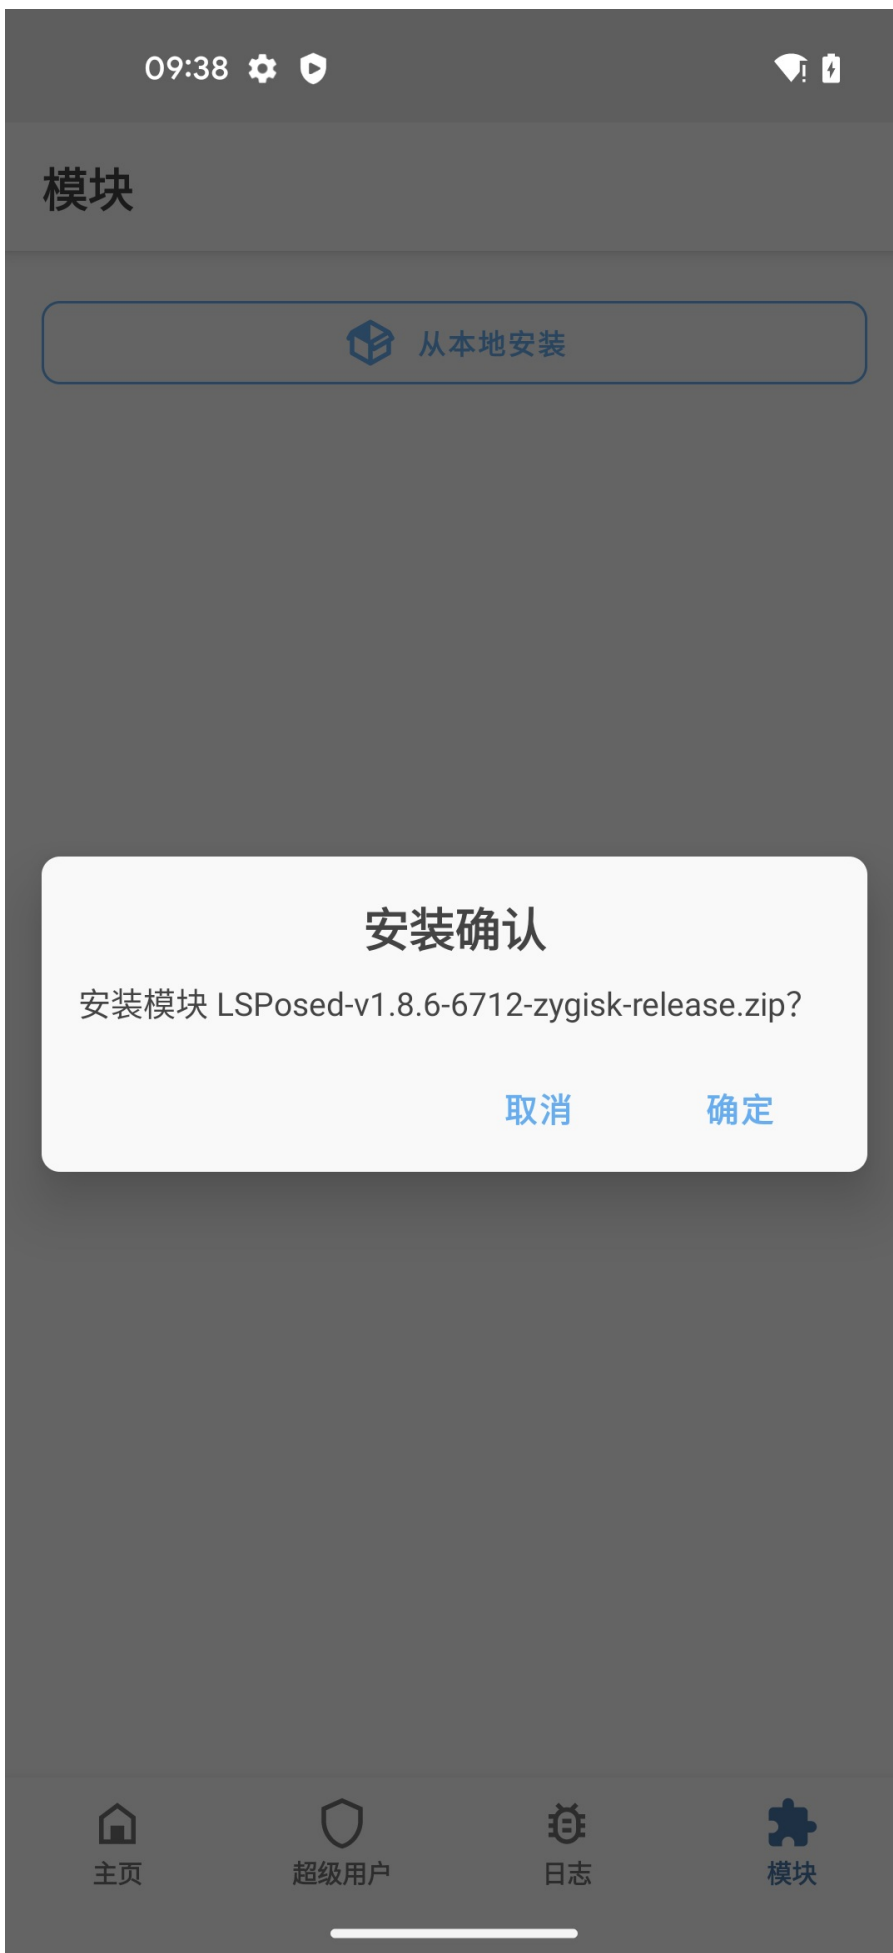 09:38
模块
从本地安装
安装确认
安装模块 LSPosed-v1.8.6-6712-zygisk-release.zip?
取消 确定
主页 超级用户 日志 模块